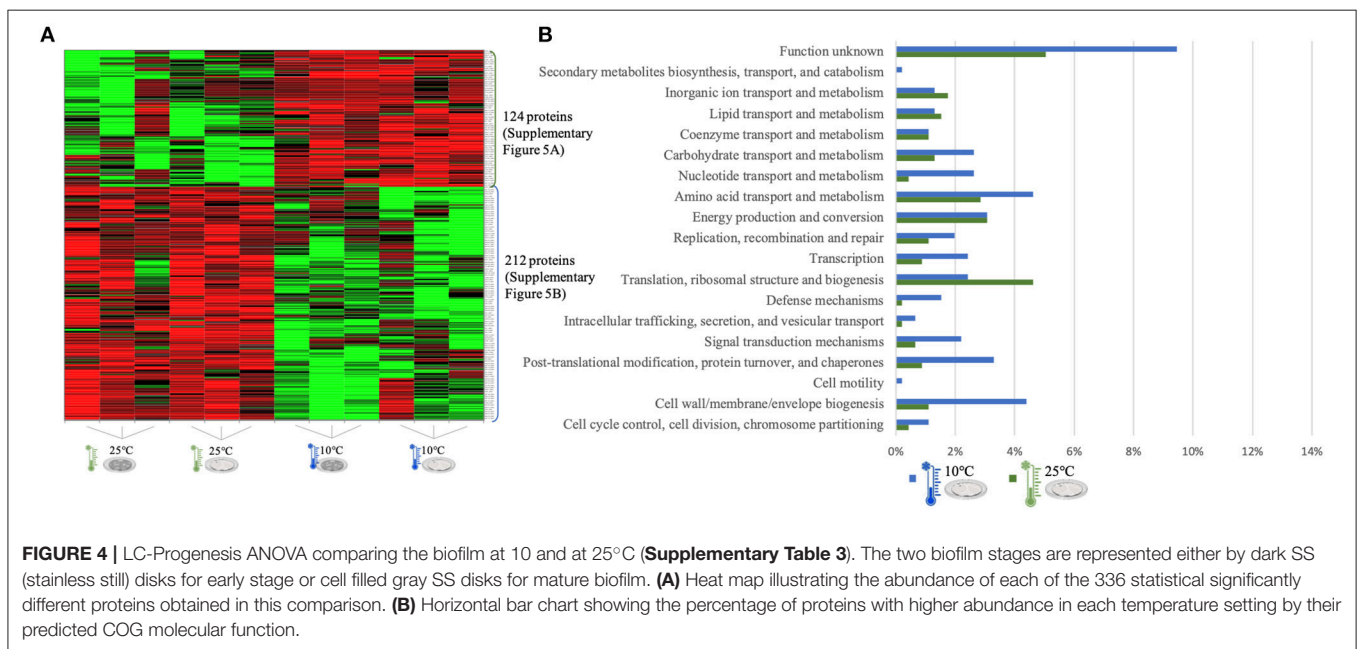 A
124 proteins
(Supplementary
Figure 5A)
212 proteins
(Supplementary
Figure 5B)
25°C
25°C
10°C
10°C
B
Function unknown
Secondary metabolites biosynthesis, transport, and catabolism
Inorganic ion transport and metabolism
Lipid transport and metabolism
Coenzyme transport and metabolism
Carbohydrate transport and metabolism
Nucleotide transport and metabolism
Amino acid transport and metabolism
Energy production and conversion
Replication, recombination and repair
Transcription
Translation, ribosomal structure and biogenesis
Defense mechanisms
Intracellular trafficking, secretion, and vesicular transport
Signal transduction mechanisms
Post-translational modification, protein turnover, and chaperones
Cell motility
Cell wall/membrane/envelope biogenesis
Cell cycle control, cell division, chromosome partitioning
0% 2% 4% 6% 8% 10% 12% 14% 16%
10°C
25°C
FIGURE 4 | LC-Progenesis ANOVA comparing the biofilm at 10 and at 25°C (Supplementary Table 3). The two biofilm stages are represented either by dark SS
(stainless still) disks for early stage or cell filled gray SS disks for mature biofilm. (A) Heat map illustrating the abundance of each of the 336 statistical significantly
different proteins obtained in this comparison. (B) Horizontal bar chart showing the percentage of proteins with higher abundance in each temperature setting by their
predicted COG molecular function.